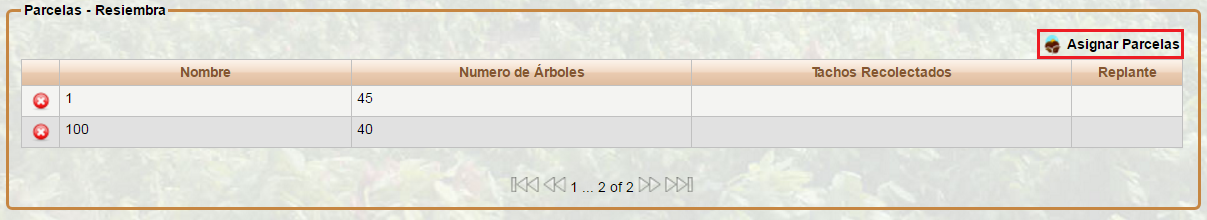 Parcelas - Resiembra
Asignar Parcelas
Nombre Numero de Árboles Tachos Recolectados Replante
1 45
100 40
1 ... 2 of 2